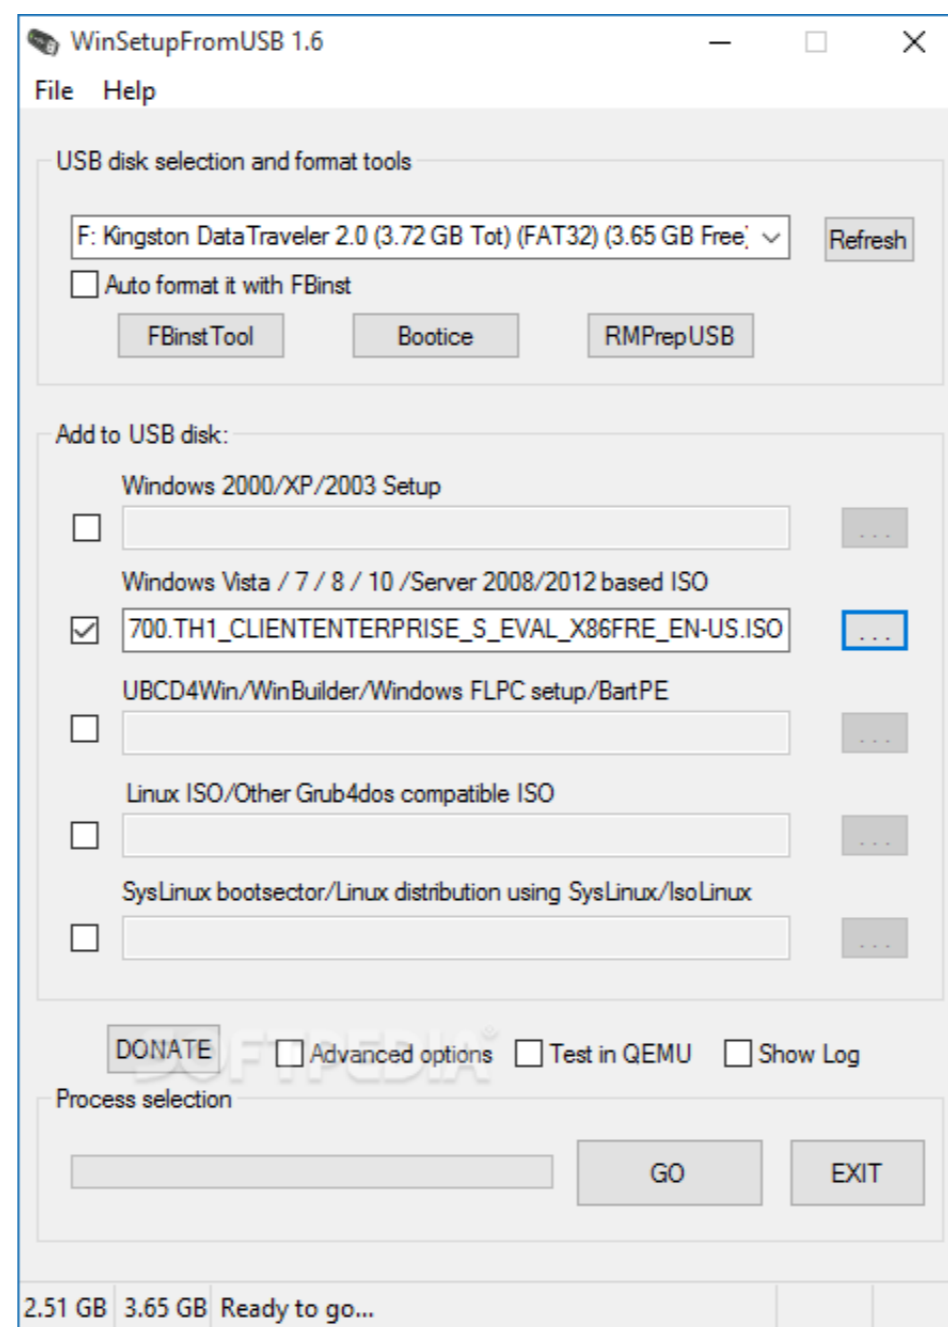 WinSetupFromUSB 1.6
File Help
USB disk selection and format tools
F: Kingston DataTraveler 2.0 (3.72 GB Tot) (FAT32) (3.65 GB Free)
Refresh
Auto format it with FBinst
FBinstTool Bootice RMPrepUSB
Add to USB disk:
Windows 2000/XP/2003 Setup
...
Windows Vista / 7 / 8 / 10 /Server 2008/2012 based ISO
700.TH1_CLIENTENTERPRISE_S_EVAL_X86FRE_EN-US.ISO ...
UBCD4Win/WinBuilder/Windows FLPC setup/BartPE
...
Linux ISO/Other Grub4dos compatible ISO
...
SysLinux bootsector/Linux distribution using SysLinux/IsoLinux
...
DONATE Advanced options Test in QEMU Show Log
SOFTPEDIA®
Process selection
GO EXIT
2.51 GB 3.65 GB Ready to go...